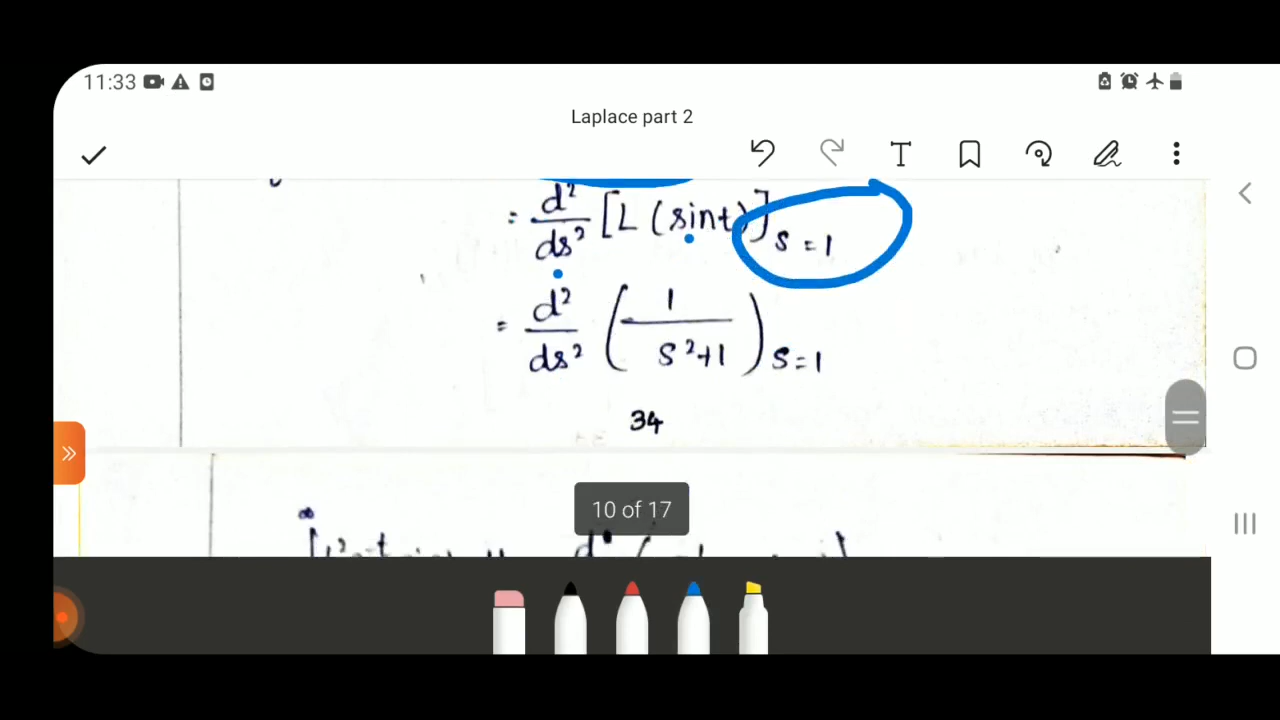 11:33
Laplace part 2
= d²/ds² [L (sint)] s = 1
= d²/ds² (1/(s²+1)) s=1
34
10 of 17
∞